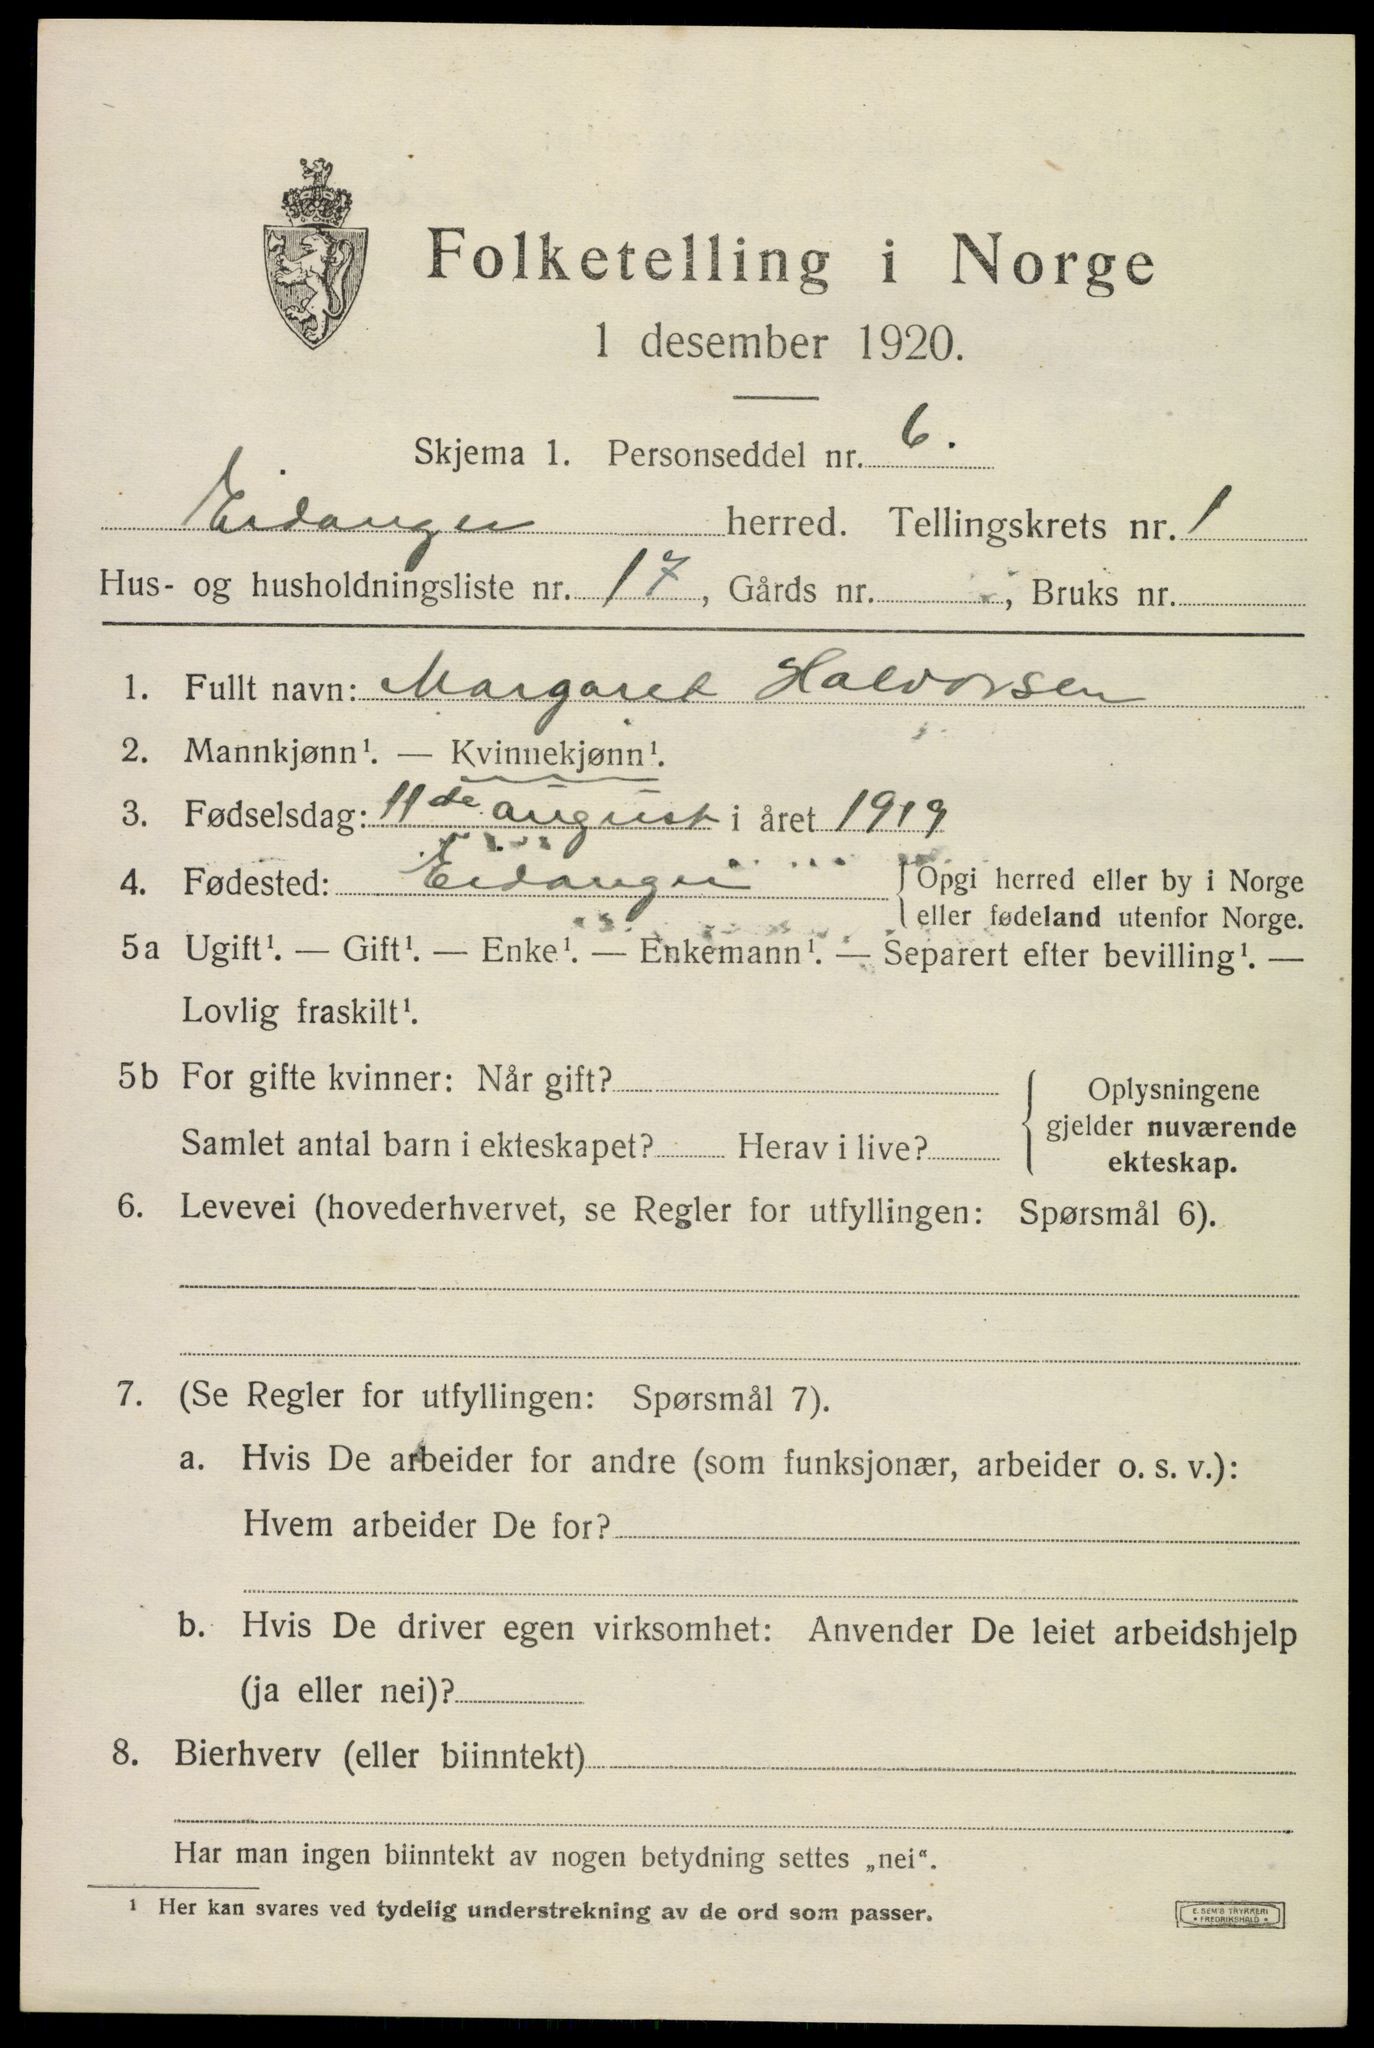 Folketelling i Norge
1 desember 1920.
Skjema 1. Personseddel nr. 6.
Eidanger herred. Tellingskrets nr. 1
Hus- og husholdningsliste nr. 17, Gårds nr. , Bruks nr.
1. Fullt navn: Margaret Halvorsen
2. Mannkjønn¹. — Kvinnekjønn¹.
3. Fødselsdag: 11de august i året 1919
4. Fødested: Eidanger {Opgi herred eller by i Norge
eller fødeland utenfor Norge.
5a Ugift¹. — Gift¹. — Enke¹. — Enkemann¹. — Separert efter bevilling¹. —
Lovlig fraskilt¹.
5b For gifte kvinner: Når gift?
Samlet antal barn i ekteskapet? Herav i live?
Oplysningene
gjelder nuværende
ekteskap.
6. Levevei (hovederhvervet, se Regler for utfyllingen: Spørsmål 6).
7. (Se Regler for utfyllingen: Spørsmål 7).
a. Hvis De arbeider for andre (som funksjonær, arbeider o. s. v.):
Hvem arbeider De for?
b. Hvis De driver egen virksomhet: Anvender De leiet arbeidshjelp
(ja eller nei)?
8. Bierhverv (eller biinntekt)
Har man ingen biinntekt av nogen betydning settes „nei“.
¹ Her kan svares ved tydelig understrekning av de ord som passer.
E. SEM'S TRYKKERI
* FREDRIKSHALD *